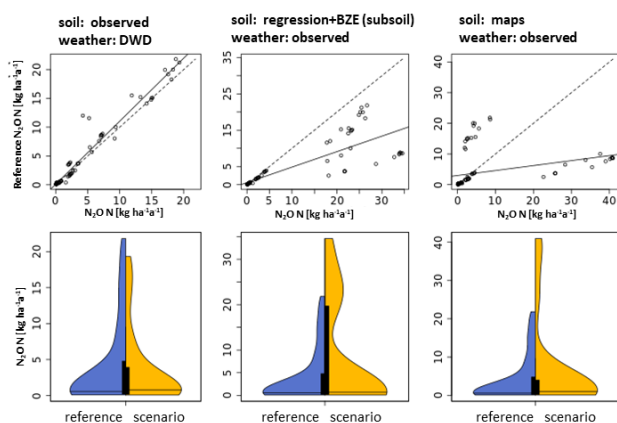 soil: observed
weather: DWD
soil: regression+BZE (subsoil)
weather: observed
soil: maps
weather: observed
Reference N₂O N [kg ha⁻¹a⁻¹]
20
15
10
5
0
0 5 10 15 20
N₂O N [kg ha⁻¹a⁻¹]
35
25
15
5
0
0 5 10 15 20 25 30
N₂O N [kg ha⁻¹a⁻¹]
40
30
20
10
0
0 10 20 30 40
N₂O N [kg ha⁻¹a⁻¹]
N₂O N [kg ha⁻¹a⁻¹]
20
15
10
5
0
30
20
10
0
40
30
20
10
0
reference scenario
reference scenario
reference scenario